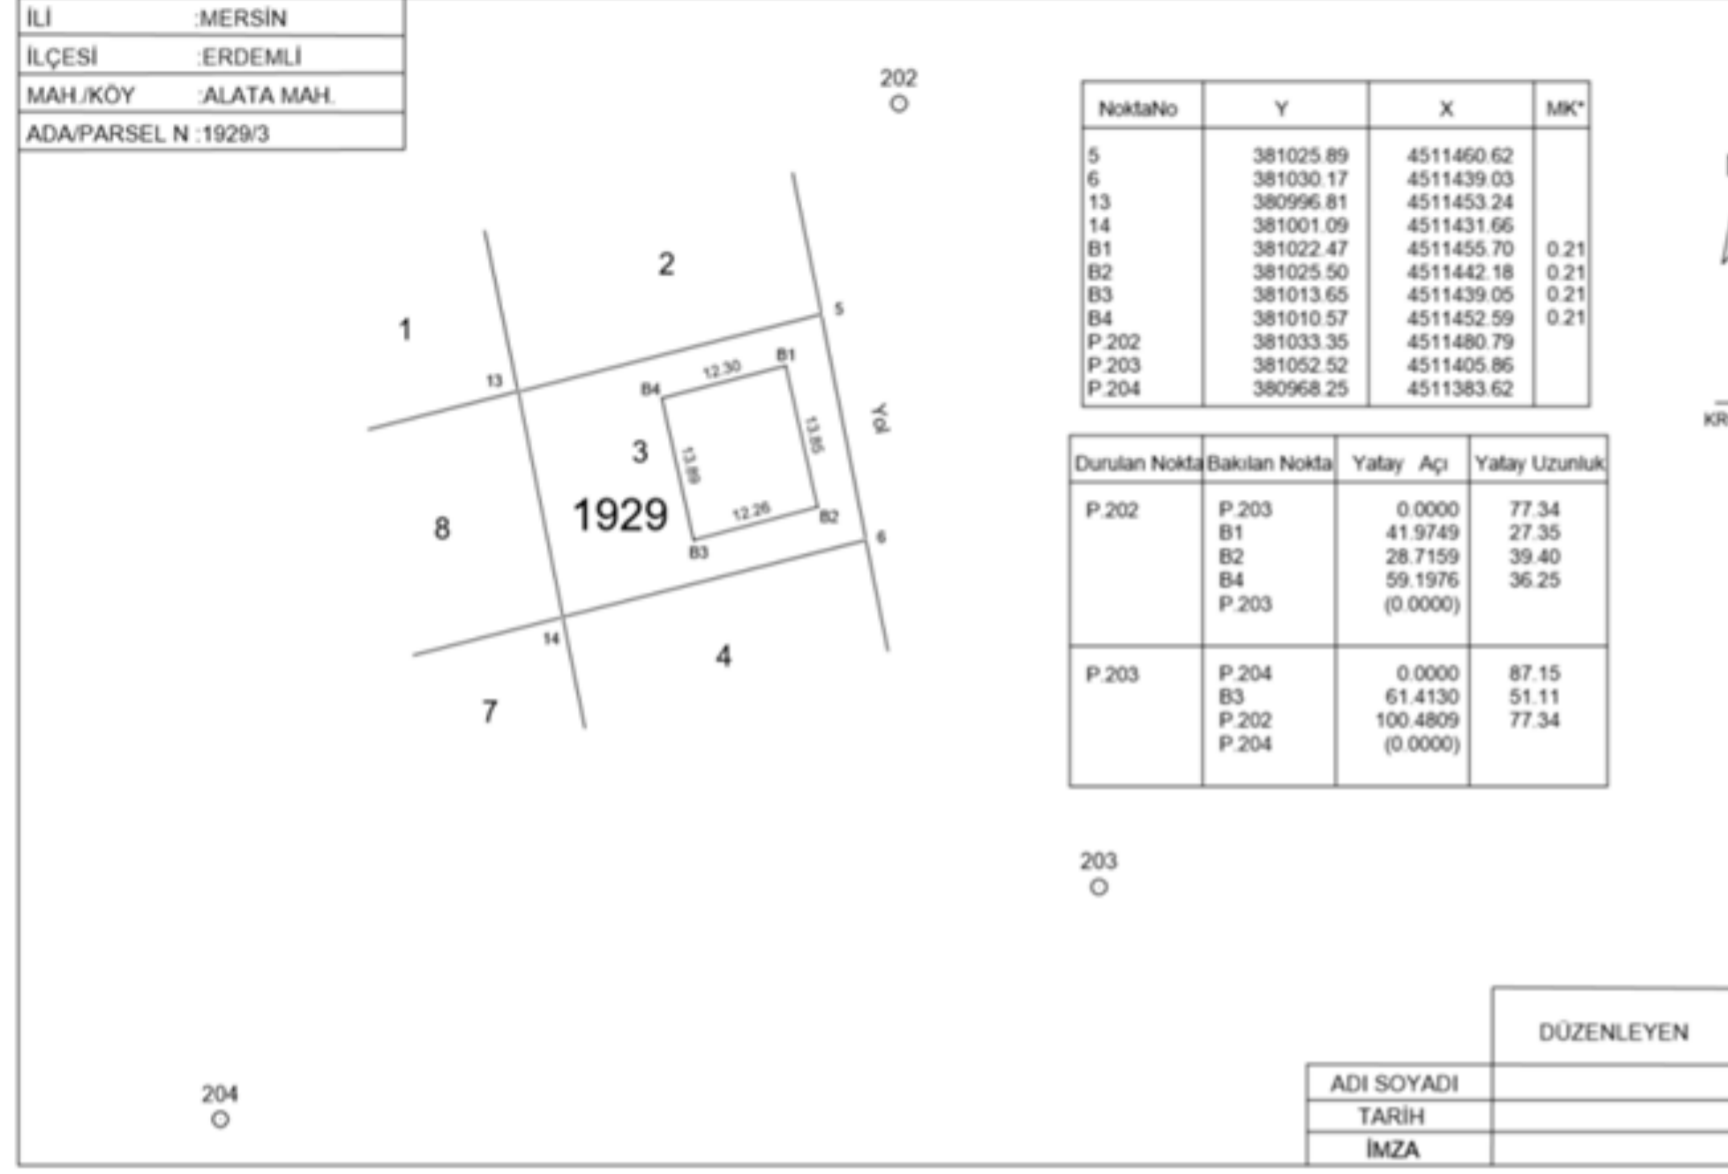 İLİ :MERSİN
İLÇESİ :ERDEMLİ
MAH./KÖY :ALATA MAH.
ADA/PARSEL N :1929/3
202
2
1
5
13
B1
12.30
B4
Yol
13.85
3
13.89
1929
8
12.26
B2
6
B3
14
4
7
NoktaNo Y X MK*
5 381025.89 4511460.62
6 381030.17 4511439.03
13 380996.81 4511453.24
14 381001.09 4511431.66
B1 381022.47 4511455.70 0.21
B2 381025.50 4511442.18 0.21
B3 381013.65 4511439.05 0.21
B4 381010.57 4511452.59 0.21
P.202 381033.35 4511480.79
P.203 381052.52 4511405.86
P.204 380968.25 4511383.62
KR
Durulan Nokta Bakılan Nokta Yatay Açı Yatay Uzunluk
P.202 P.203 0.0000 77.34
B1 41.9749 27.35
B2 28.7159 39.40
B4 59.1976 36.25
P.203 (0.0000)
P.203 P.204 0.0000 87.15
B3 61.4130 51.11
P.202 100.4809 77.34
P.204 (0.0000)
203
204
DÜZENLEYEN
ADI SOYADI
TARİH
İMZA